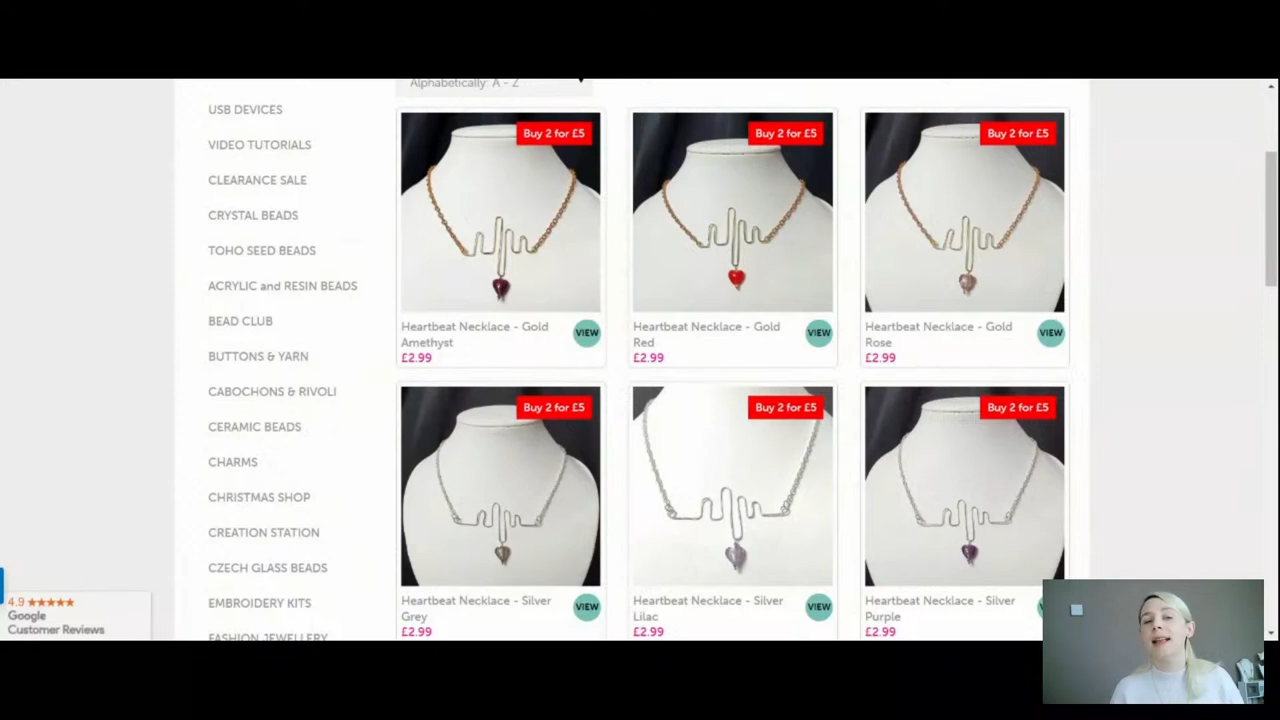 Alphabetically: A - Z
USB DEVICES
VIDEO TUTORIALS
CLEARANCE SALE
CRYSTAL BEADS
TOHO SEED BEADS
ACRYLIC and RESIN BEADS
BEAD CLUB
BUTTONS & YARN
CABOCHONS & RIVOLI
CERAMIC BEADS
CHARMS
CHRISTMAS SHOP
CREATION STATION
CZECH GLASS BEADS
EMBROIDERY KITS
FASHION JEWELLERY
Buy 2 for £5
Heartbeat Necklace - Gold
Amethyst
£2.99
VIEW
Buy 2 for £5
Heartbeat Necklace - Gold
Red
£2.99
VIEW
Buy 2 for £5
Heartbeat Necklace - Gold
Rose
£2.99
VIEW
Buy 2 for £5
Heartbeat Necklace - Silver
Grey
£2.99
VIEW
Buy 2 for £5
Heartbeat Necklace - Silver
Lilac
£2.99
VIEW
Buy 2 for £5
Heartbeat Necklace - Silver
Purple
£2.99
4.9 ★★★★★
Google
Customer Reviews